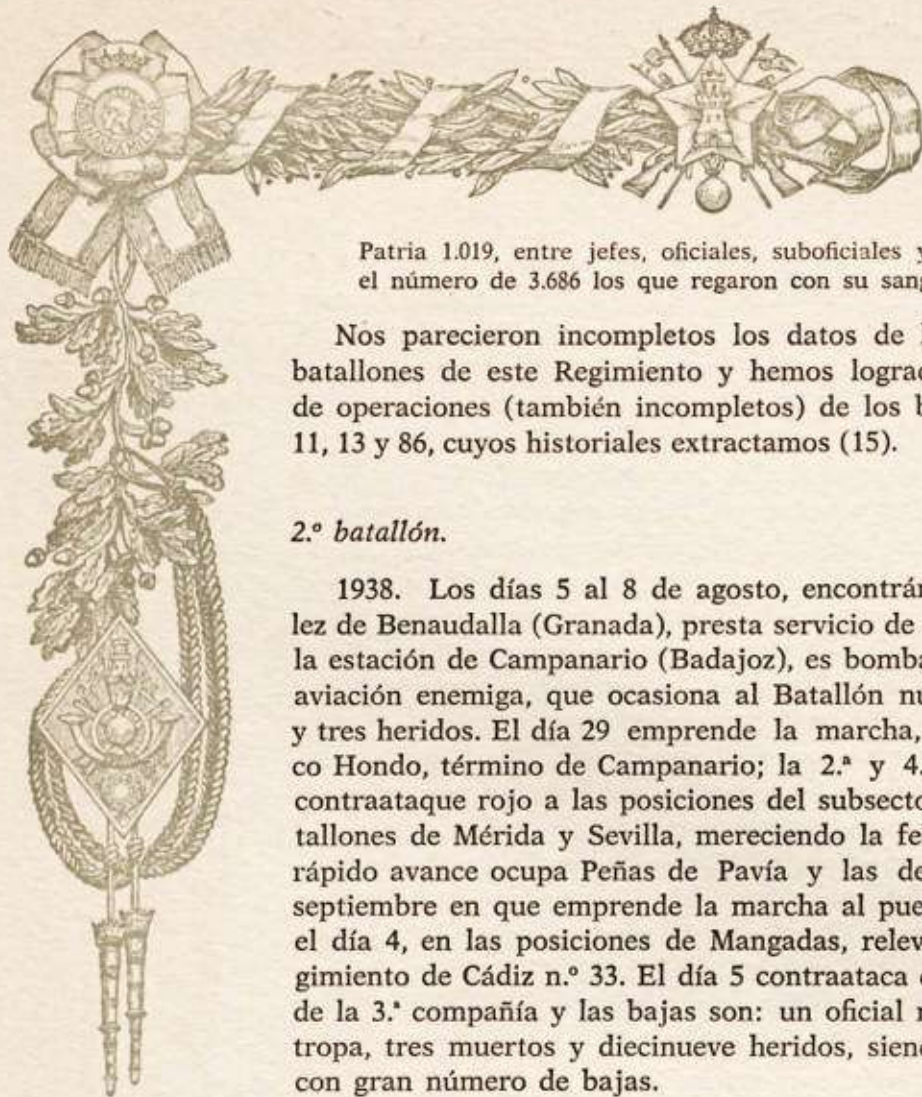 Patria 1.019, entre jefes, oficiales, suboficiales y
el número de 3.686 los que regaron con su sang
Nos parecieron incompletos los datos de
batallones de este Regimiento y hemos lograd
de operaciones (también incompletos) de los b
11, 13 y 86, cuyos historiales extractamos (15).
2.º batallón.
1938. Los días 5 al 8 de agosto, encontrán
lez de Benaudalla (Granada), presta servicio de
la estación de Campanario (Badajoz), es bomba
aviación enemiga, que ocasiona al Batallón nu
y tres heridos. El día 29 emprende la marcha,
co Hondo, término de Campanario; la 2.ª y 4.
contraataque rojo a las posiciones del subsecto
tallones de Mérida y Sevilla, mereciendo la fe
rápido avance ocupa Peñas de Pavía y las de
septiembre en que emprende la marcha al pue
el día 4, en las posiciones de Mangadas, relev
gimiento de Cádiz n.º 33. El día 5 contraataca
de la 3.ª compañía y las bajas son: un oficial
tropa, tres muertos y diecinueve heridos, sien
con gran número de bajas.